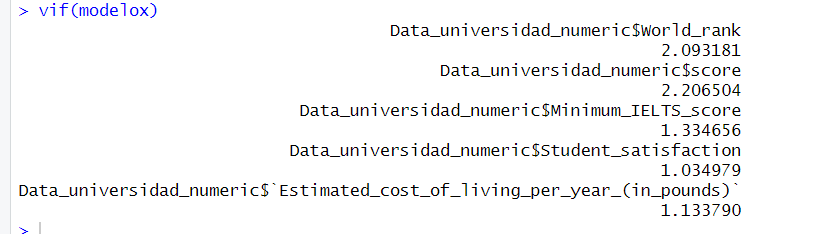 > vif(modelox)
Data_universidad_numeric$World_rank
2.093181
Data_universidad_numeric$score
2.206504
Data_universidad_numeric$Minimum_IELTS_score
1.334656
Data_universidad_numeric$Student_satisfaction
1.034979
Data_universidad_numeric$`Estimated_cost_of_living_per_year_(in_pounds)`
1.133790
>